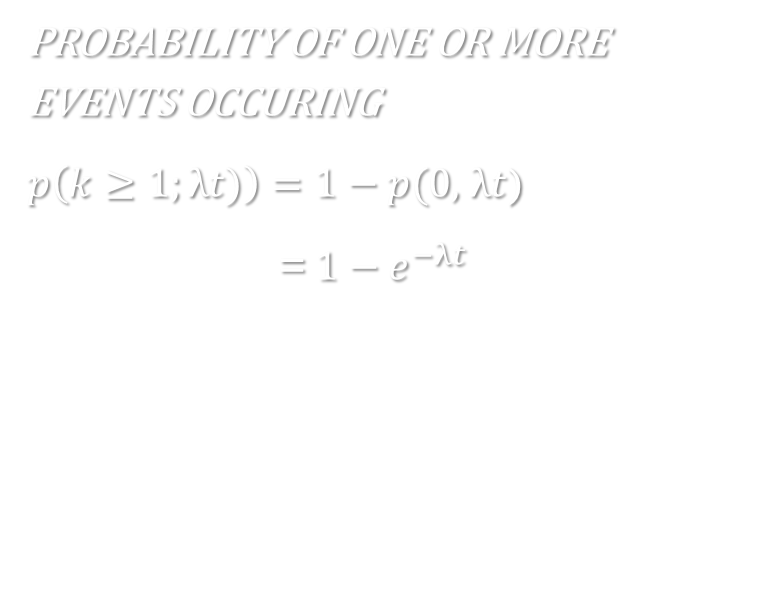 PROBABILITY OF ONE OR MORE
EVENTS OCCURING
p(k ≥ 1; λt)) = 1 − p(0, λt)
= 1 − e^{−λt}